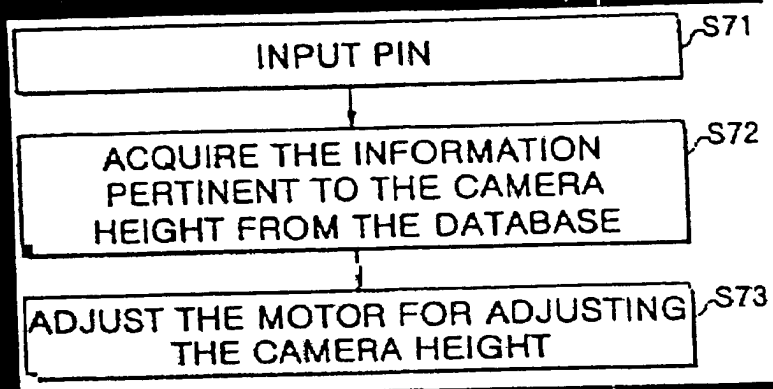 INPUT PIN
S71
ACQUIRE THE INFORMATION
PERTINENT TO THE CAMERA
HEIGHT FROM THE DATABASE
S72
ADJUST THE MOTOR FOR ADJUSTING
THE CAMERA HEIGHT
S73